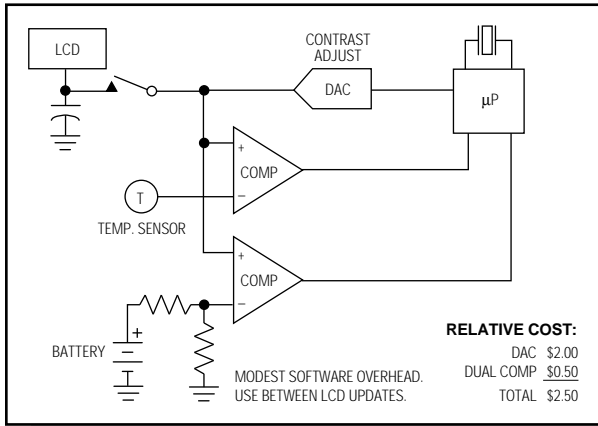 LCD
CONTRAST
ADJUST
DAC
μP
+
COMP
−
T
TEMP. SENSOR
+
COMP
−
+
BATTERY
MODEST SOFTWARE OVERHEAD.
USE BETWEEN LCD UPDATES.
RELATIVE COST:
DAC $2.00
DUAL COMP $0.50
TOTAL $2.50